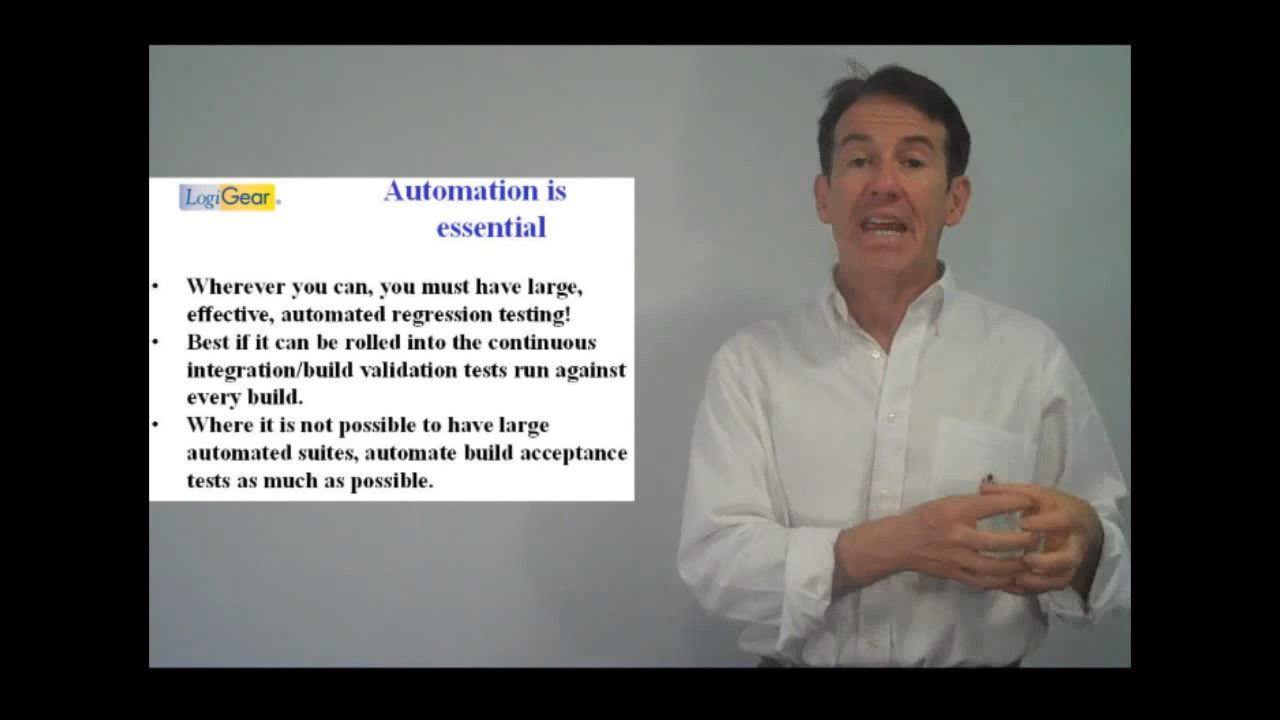 LogiGear®
Automation is
essential
• Wherever you can, you must have large,
effective, automated regression testing!
• Best if it can be rolled into the continuous
integration/build validation tests run against
every build.
• Where it is not possible to have large
automated suites, automate build acceptance
tests as much as possible.